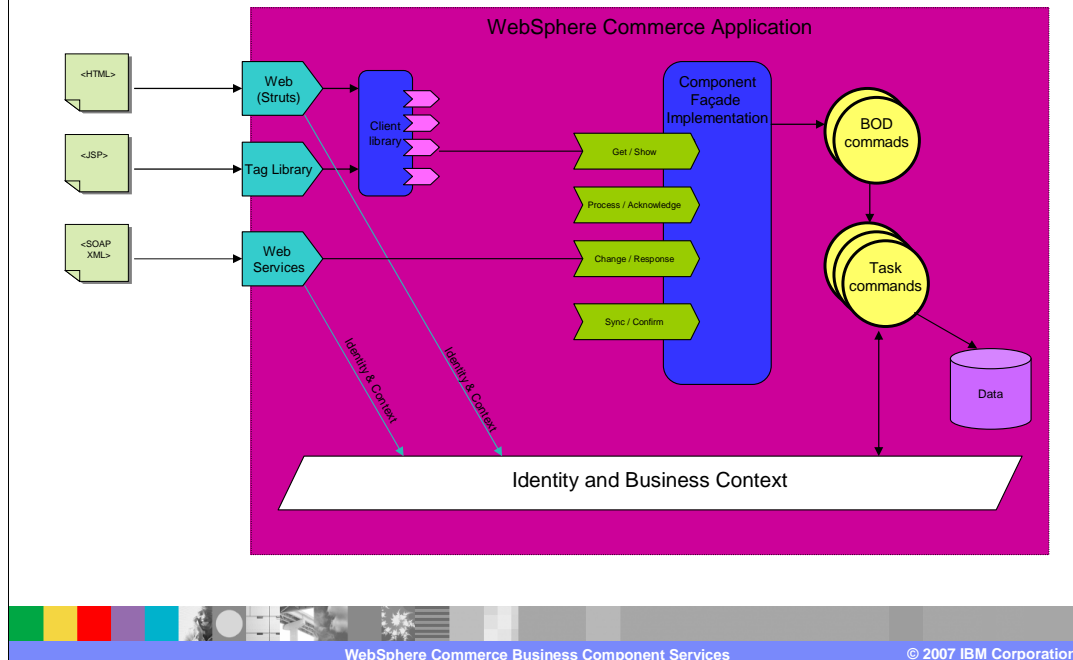 WebSphere Commerce Application
<HTML>
Web
(Struts)
Client
library
Component
Façade
Implementation
BOD
commads
Get / Show
<JSP>
Tag Library
Process / Acknowledge
<SOAP
XML>
Web
Services
Change / Response
Task
commands
Sync / Confirm
Identity & Context
Identity & Context
Data
Identity and Business Context
WebSphere Commerce Business Component Services
© 2007 IBM Corporation